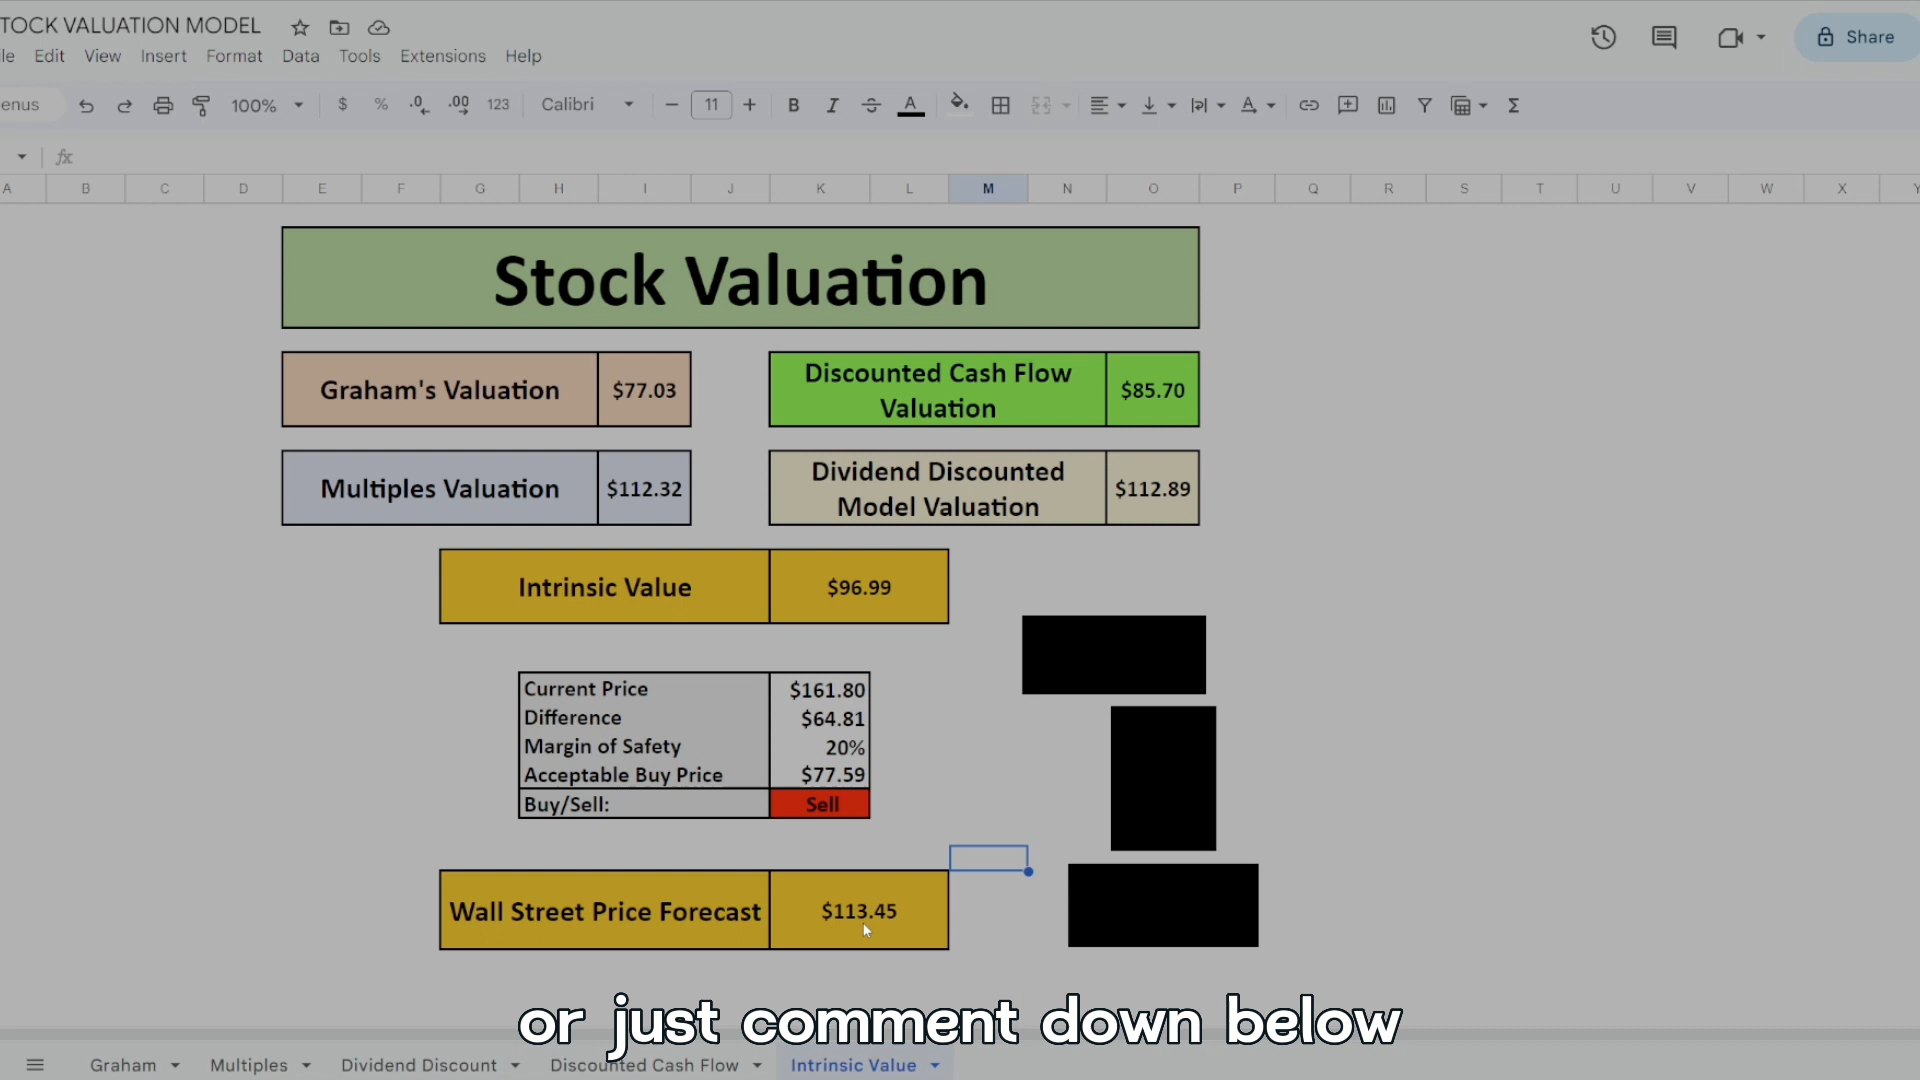 TOCK VALUATION MODEL
ile Edit View Insert Format Data Tools Extensions Help
Share
enus 100% $ % .0 .00 123 Calibri 11 B I A Σ
fx
A B C D E F G H I J K L M N O P Q R S T U V W X Y
Stock Valuation
Graham's Valuation $77.03
Discounted Cash Flow
Valuation
$85.70
Multiples Valuation $112.32
Dividend Discounted
Model Valuation
$112.89
Intrinsic Value $96.99
Current Price $161.80
Difference $64.81
Margin of Safety 20%
Acceptable Buy Price $77.59
Buy/Sell: Sell
Wall Street Price Forecast $113.45
or just comment down below
Graham Multiples Dividend Discount Discounted Cash Flow Intrinsic Value